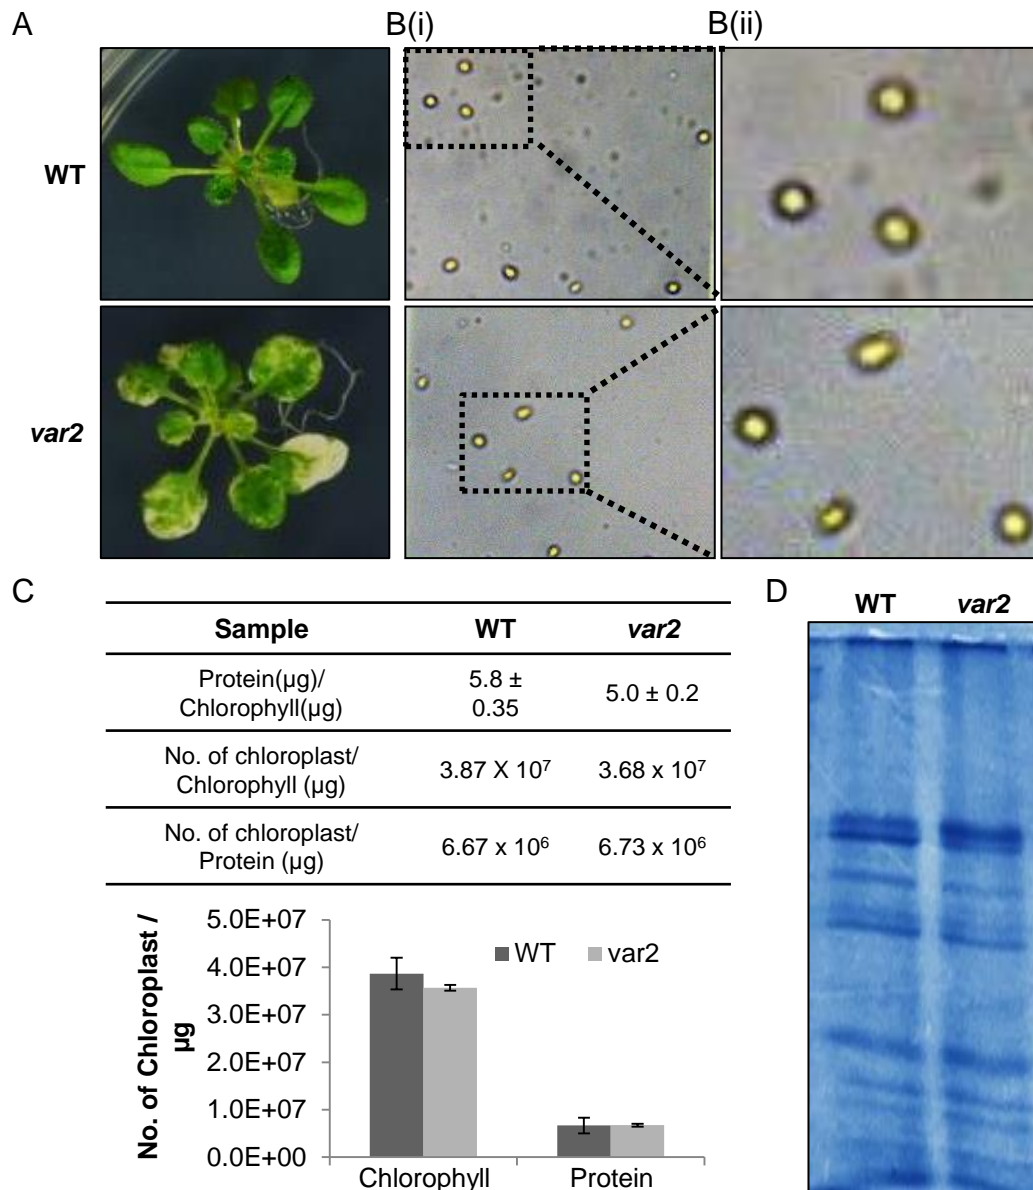 A
B(i)
B(ii)
WT
var2
C
Sample WT var2
Protein(µg)/
Chlorophyll(µg)
5.8 ±
0.35
5.0 ± 0.2
No. of chloroplast/
Chlorophyll (µg)
3.87 X 10⁷
3.68 x 10⁷
No. of chloroplast/
Protein (µg)
6.67 x 10⁶
6.73 x 10⁶
No. of Chloroplast /
µg
5.0E+07
4.0E+07
3.0E+07
2.0E+07
1.0E+07
0.0E+00
WT var2
Chlorophyll Protein
D
WT var2